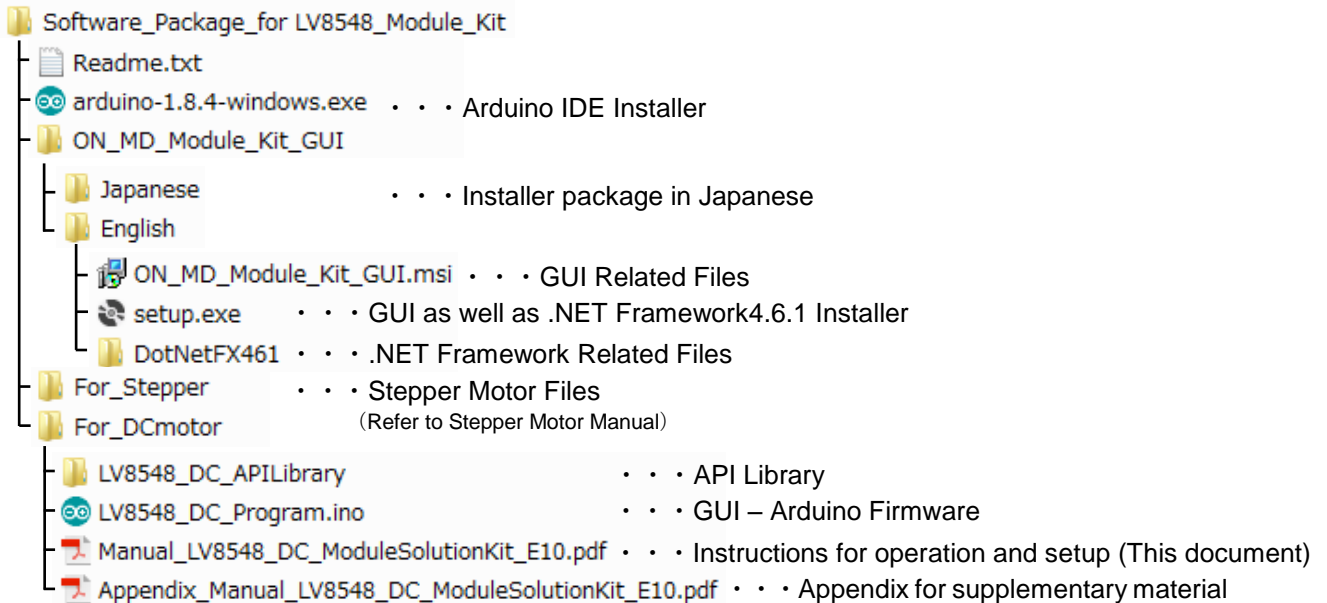 Software_Package_for LV8548_Module_Kit
Readme.txt
arduino-1.8.4-windows.exe ・・・Arduino IDE Installer
ON_MD_Module_Kit_GUI
Japanese ・・・Installer package in Japanese
English
ON_MD_Module_Kit_GUI.msi ・・・GUI Related Files
setup.exe ・・・GUI as well as .NET Framework4.6.1 Installer
DotNetFX461 ・・・.NET Framework Related Files
For_Stepper ・・・Stepper Motor Files
(Refer to Stepper Motor Manual)
For_DCmotor
LV8548_DC_APILibrary ・・・API Library
LV8548_DC_Program.ino ・・・GUI – Arduino Firmware
Manual_LV8548_DC_ModuleSolutionKit_E10.pdf ・・・Instructions for operation and setup (This document)
Appendix_Manual_LV8548_DC_ModuleSolutionKit_E10.pdf ・・・Appendix for supplementary material